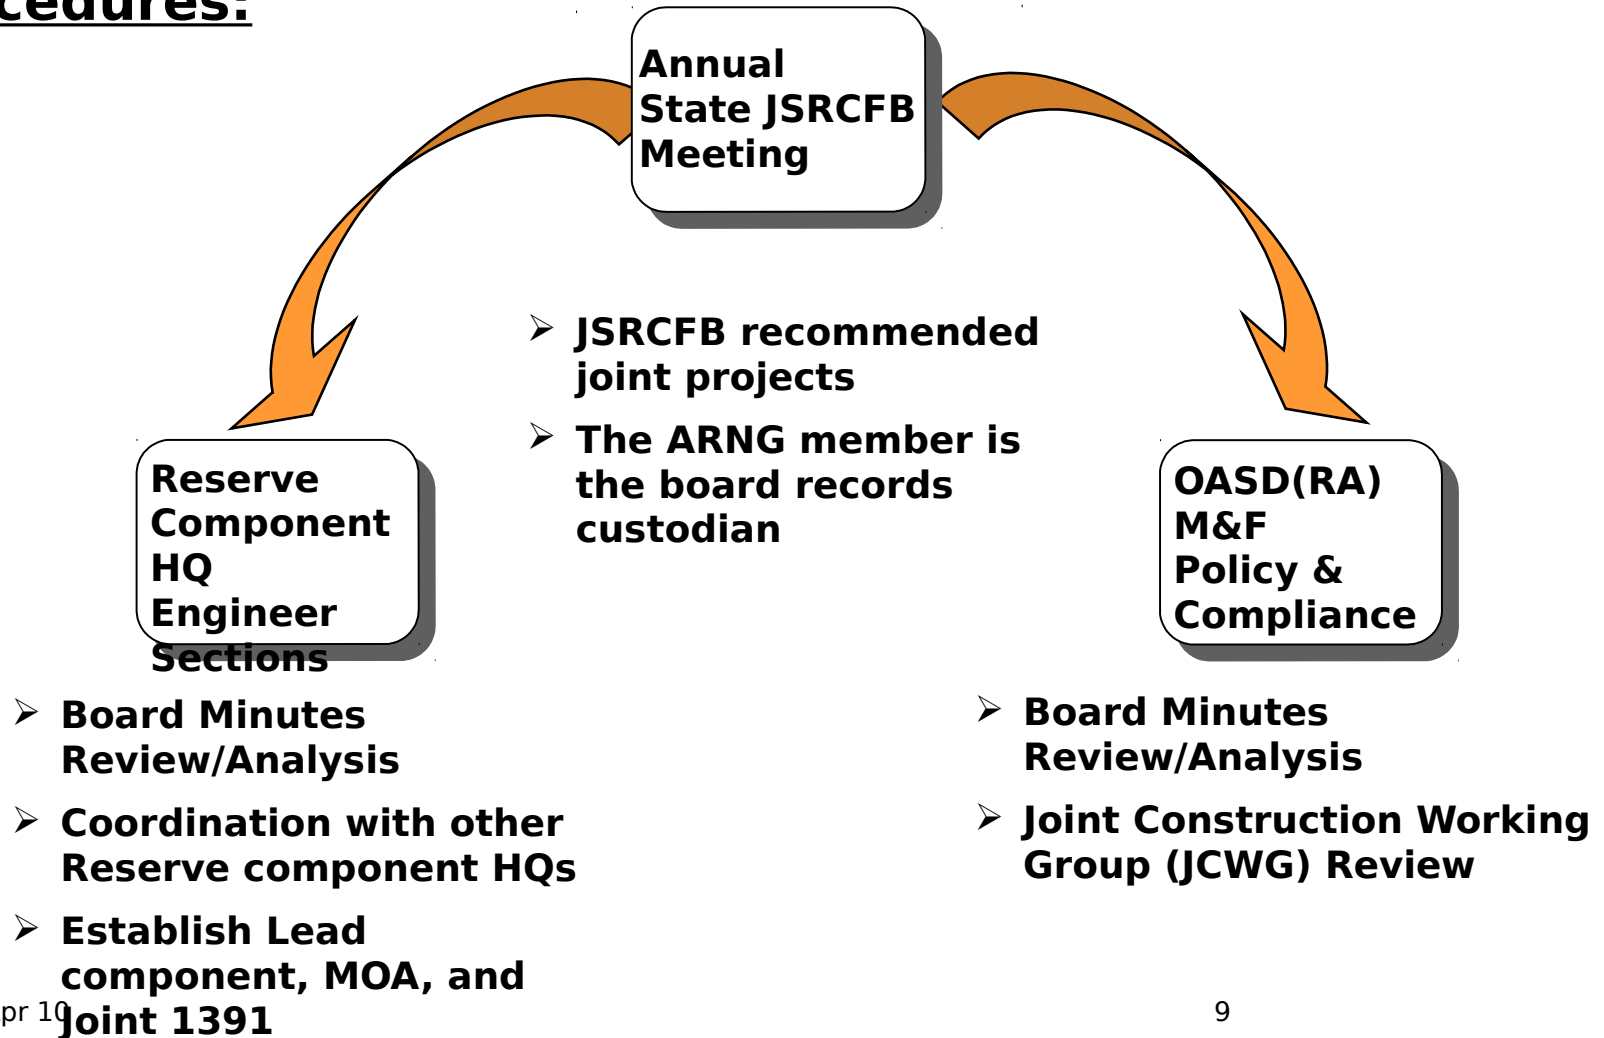 cedures:
Annual
State JSRCFB
Meeting
➢ JSRCFB recommended
joint projects
➢ The ARNG member is
the board records
custodian
Reserve
Component
HQ
Engineer
Sections
OASD(RA)
M&F
Policy &
Compliance
➢ Board Minutes
Review/Analysis
➢ Coordination with other
Reserve component HQs
➢ Establish Lead
component, MOA, and
Joint 1391
➢ Board Minutes
Review/Analysis
➢ Joint Construction Working
Group (JCWG) Review
pr 10
9